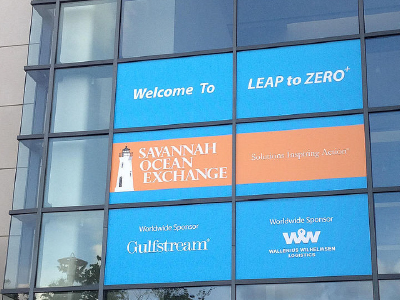 Welcome To
LEAP to ZERO+
SAVANNAH
OCEAN
EXCHANGE
Solutions Inspiring Action
Worldwide Sponsor
Gulfstream®
Worldwide Sponsor
WW
WALLENIUS WILHELMSEN
LOGISTICS